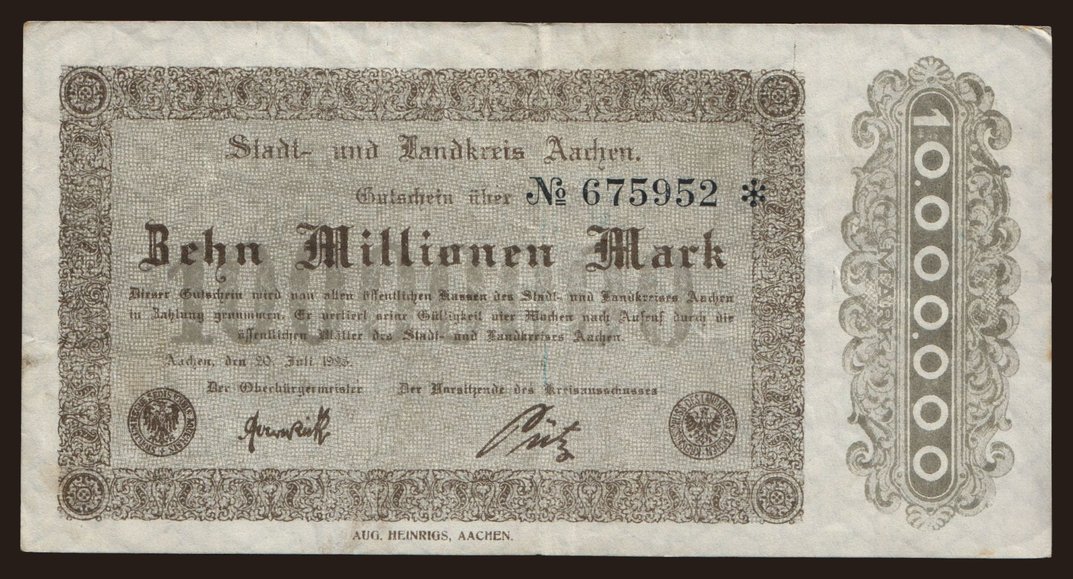 Stadt- und Landkreis Aachen.
Gutschein über № 675952 *
Zehn Millionen Mark
Dieser Gutschein wird von allen öffentlichen Kassen des Stadt- und Landkreises Aachen
in Zahlung genommen. Er verliert seine Gültigkeit vier Wochen nach Aufruf durch die
öffentlichen Blätter des Stadt- und Landkreises Aachen.
Aachen, den 20. Juli 1923.
Der Oberbürgermeister Der Vorsitzende des Kreisausschusses
AUG. HEINRIGS, AACHEN.
10.000.000
MARK